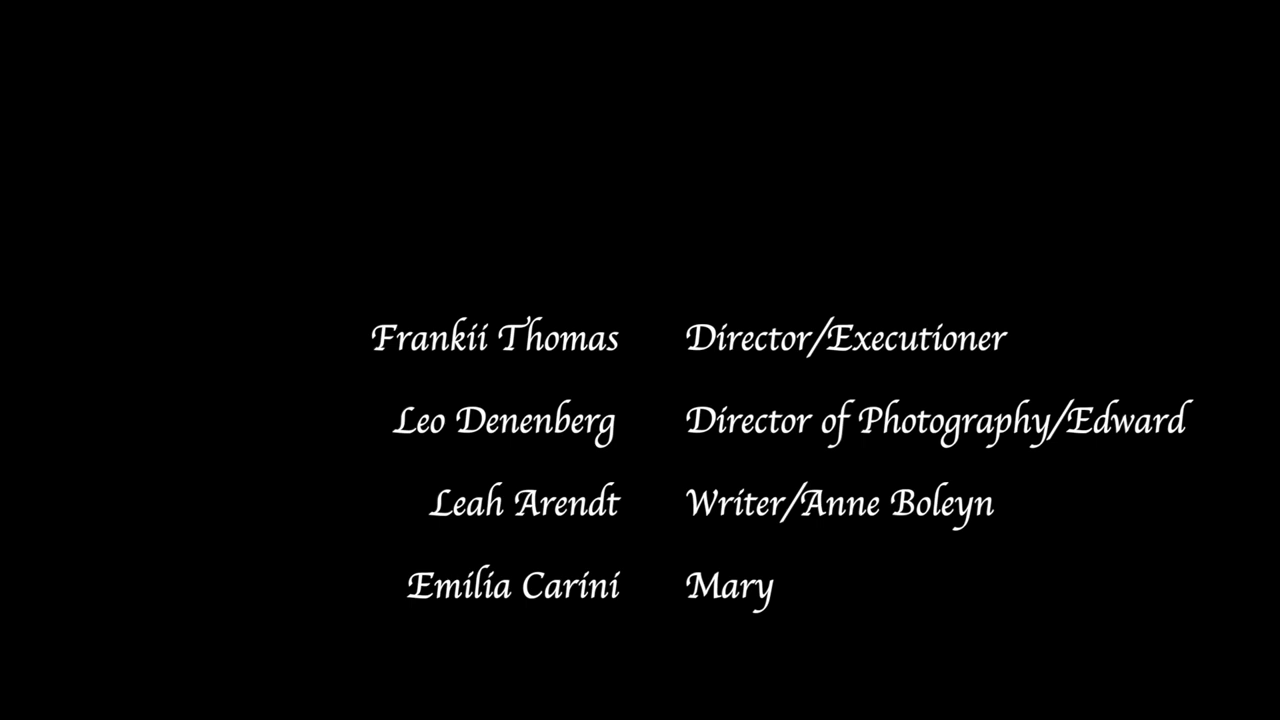 Frankii Thomas Director/Executioner
Leo Denenberg Director of Photography/Edward
Leah Arendt Writer/Anne Boleyn
Emilia Carini Mary